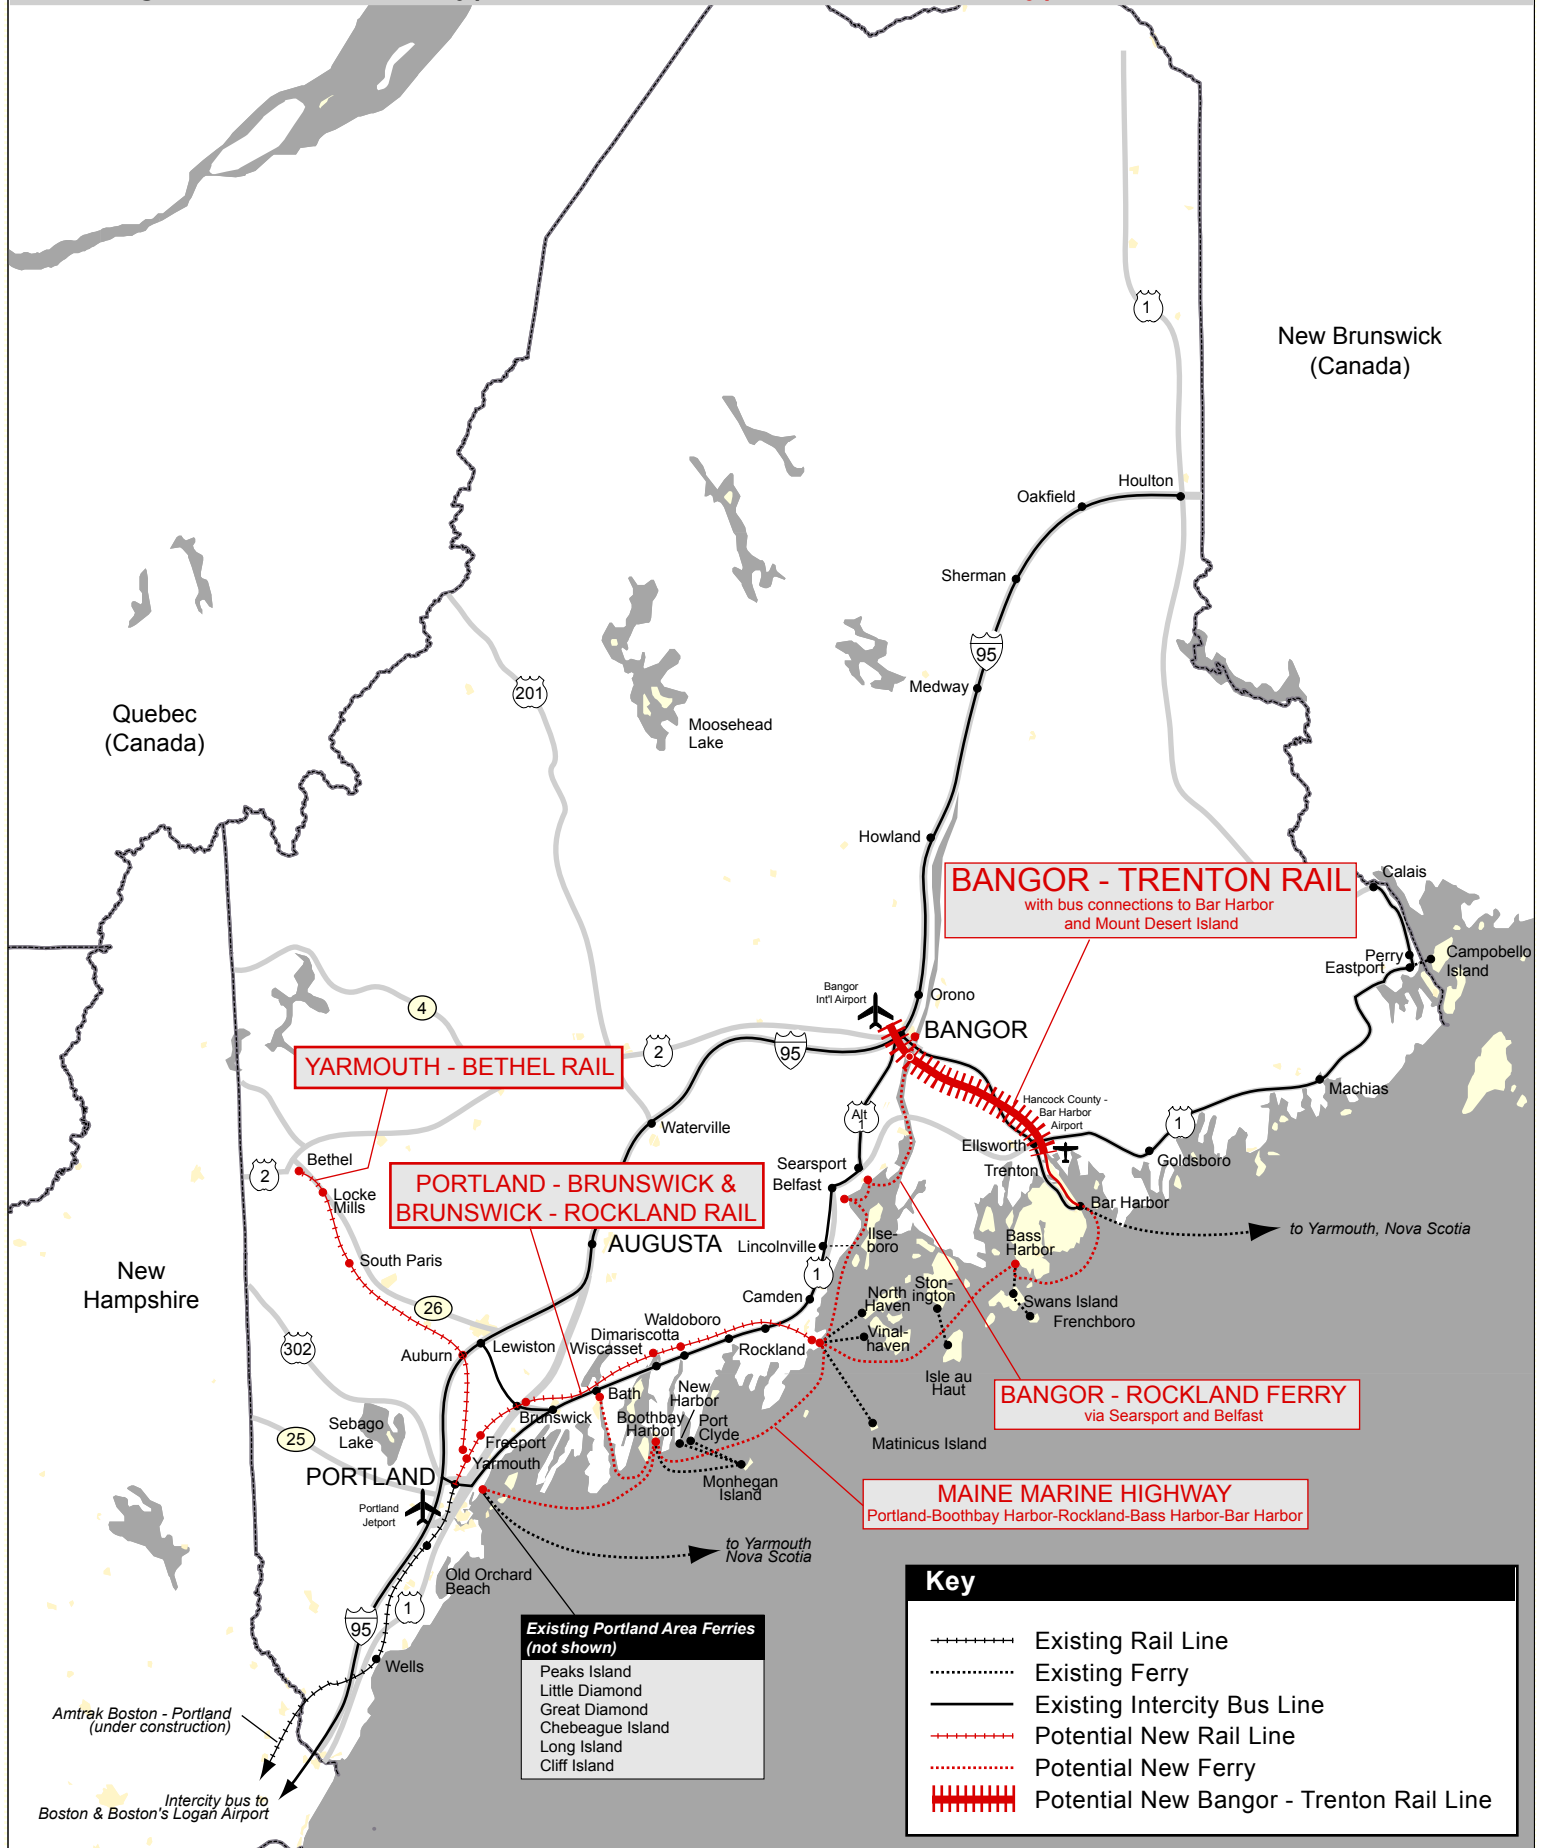 New Brunswick
(Canada)
1
Houlton
Oakfield
Sherman
95
Medway
201
Quebec
(Canada)
Moosehead
Lake
Howland
BANGOR - TRENTON RAIL
with bus connections to Bar Harbor
and Mount Desert Island
Calais
Perry
Eastport
Campobello
Island
Bangor
Int'l Airport
Orono
BANGOR
4
2
95
YARMOUTH - BETHEL RAIL
Hancock County -
Bar Harbor
Airport
Machias
Alt
1
1
Waterville
Ellsworth
Trenton
Goldsboro
Bethel
2
Locke
Mills
PORTLAND - BRUNSWICK &
BRUNSWICK - ROCKLAND RAIL
Searsport
Belfast
Bar Harbor
to Yarmouth, Nova Scotia
AUGUSTA
Lincolnville
Ilse-
boro
Bass
Harbor
South Paris
New
Hampshire
1
26
Camden
North
Haven
Ston-
ington
Swans Island
Frenchboro
Waldoboro
Dimariscotta
Wiscasset
Rockland
Vinal-
haven
302
Auburn
Lewiston
Isle au
Haut
BANGOR - ROCKLAND FERRY
via Searsport and Belfast
Bath
New
Harbor
Brunswick
Boothbay
Harbor
Port
Clyde
Sebago
Lake
25
Freeport
Yarmouth
Matinicus Island
PORTLAND
Monhegan
Island
MAINE MARINE HIGHWAY
Portland-Boothbay Harbor-Rockland-Bass Harbor-Bar Harbor
Portland
Jetport
to Yarmouth
Nova Scotia
Old Orchard
Beach
1
95
Wells
Existing Portland Area Ferries
(not shown)
Peaks Island
Little Diamond
Great Diamond
Chebeague Island
Long Island
Cliff Island
Amtrak Boston - Portland
(under construction)
Intercity bus to
Boston & Boston's Logan Airport
Key
Existing Rail Line
Existing Ferry
Existing Intercity Bus Line
Potential New Rail Line
Potential New Ferry
Potential New Bangor - Trenton Rail Line